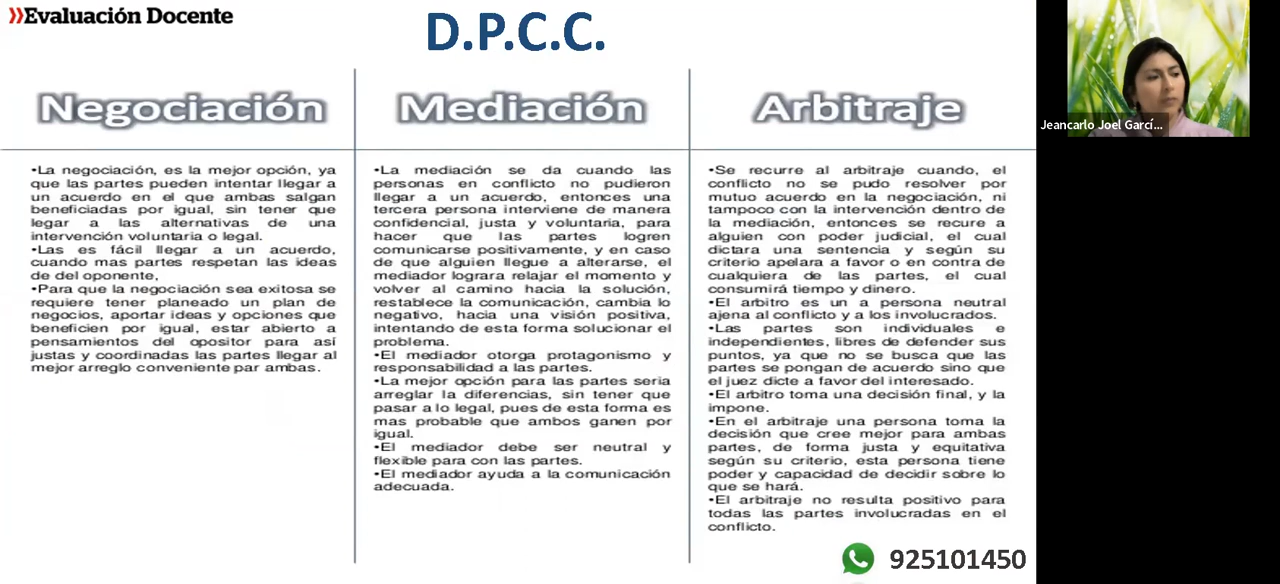 »Evaluación Docente
D.P.C.C.
Negociación
•La negociación, es la mejor opción, ya
que las partes pueden intentar llegar a
un acuerdo en el que ambas salgan
beneficiadas por igual, sin tener que
legar a las alternativas de una
intervención voluntaria o legal.
•Las es fácil llegar a un acuerdo,
cuando mas partes respetan las ideas
de del oponente,
•Para que la negociación sea exitosa se
requiere tener planeado un plan de
negocios, aportar ideas y opciones que
beneficien por igual, estar abierto a
pensamientos del opositor para así
justas y coordinadas las partes llegar al
mejor arreglo conveniente par ambas.
Mediación
•La mediación se da cuando las
personas en conflicto no pudieron
llegar a un acuerdo, entonces una
tercera persona interviene de manera
confidencial, justa y voluntaria, para
hacer que las partes logren
comunicarse positivamente, y en caso
de que alguien llegue a alterarse, el
mediador lograra relajar el momento y
volver al camino hacia la solución,
restablece la comunicación, cambia lo
negativo, hacia una visión positiva,
intentando de esta forma solucionar el
problema.
•El mediador otorga protagonismo y
responsabilidad a las partes.
•La mejor opción para las partes seria
arreglar la diferencias, sin tener que
pasar a lo legal, pues de esta forma es
mas probable que ambos ganen por
igual.
•El mediador debe ser neutral y
flexible para con las partes.
•El mediador ayuda a la comunicación
adecuada.
Arbitraje
•Se recurre al arbitraje cuando, el
conflicto no se pudo resolver por
mutuo acuerdo en la negociación, ni
tampoco con la intervención dentro de
la mediación, entonces se recure a
alguien con poder judicial, el cual
dictara una sentencia y según su
criterio apelara a favor o en contra de
cualquiera de las partes, el cual
consumirá tiempo y dinero.
•El arbitro es un a persona neutral
ajena al conflicto y a los involucrados.
•Las partes son individuales e
independientes, libres de defender sus
puntos, ya que no se busca que las
partes se pongan de acuerdo sino que
el juez dicte a favor del interesado.
•El arbitro toma una decisión final, y la
impone.
•En el arbitraje una persona toma la
decisión que cree mejor para ambas
partes, de forma justa y equitativa
según su criterio, esta persona tiene
poder y capacidad de decidir sobre lo
que se hará.
•El arbitraje no resulta positivo para
todas las partes involucradas en el
conflicto.
925101450
Jeancarlo Joel Garcí...